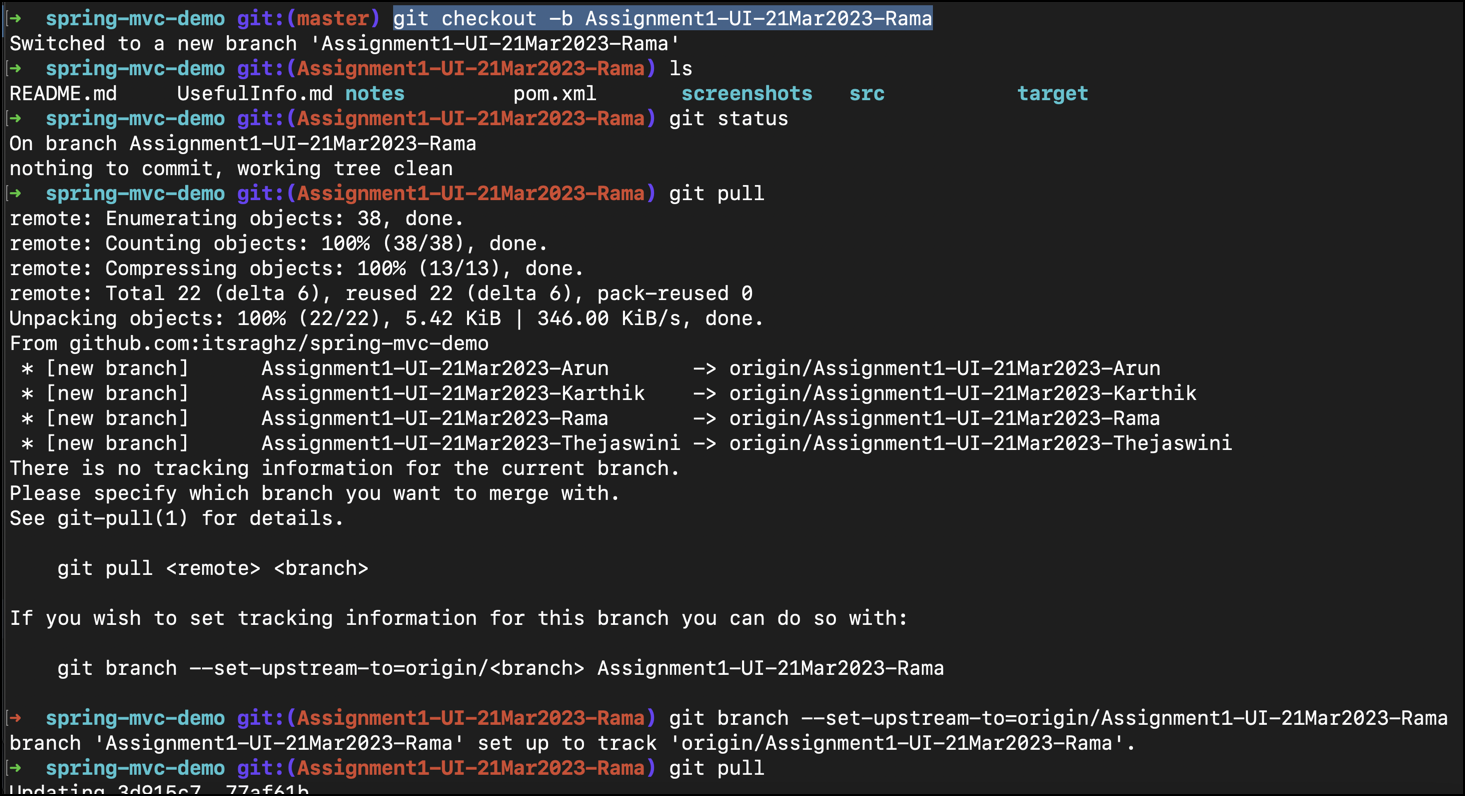 ➜ spring-mvc-demo git:(master) git checkout -b Assignment1-UI-21Mar2023-Rama
Switched to a new branch 'Assignment1-UI-21Mar2023-Rama'
[➜ spring-mvc-demo git:(Assignment1-UI-21Mar2023-Rama) ls
README.md UsefulInfo.md notes pom.xml screenshots src target
[➜ spring-mvc-demo git:(Assignment1-UI-21Mar2023-Rama) git status
On branch Assignment1-UI-21Mar2023-Rama
nothing to commit, working tree clean
[➜ spring-mvc-demo git:(Assignment1-UI-21Mar2023-Rama) git pull
remote: Enumerating objects: 38, done.
remote: Counting objects: 100% (38/38), done.
remote: Compressing objects: 100% (13/13), done.
remote: Total 22 (delta 6), reused 22 (delta 6), pack-reused 0
Unpacking objects: 100% (22/22), 5.42 KiB | 346.00 KiB/s, done.
From github.com:itsraghz/spring-mvc-demo
* [new branch] Assignment1-UI-21Mar2023-Arun -> origin/Assignment1-UI-21Mar2023-Arun
* [new branch] Assignment1-UI-21Mar2023-Karthik -> origin/Assignment1-UI-21Mar2023-Karthik
* [new branch] Assignment1-UI-21Mar2023-Rama -> origin/Assignment1-UI-21Mar2023-Rama
* [new branch] Assignment1-UI-21Mar2023-Thejaswini -> origin/Assignment1-UI-21Mar2023-Thejaswini
There is no tracking information for the current branch.
Please specify which branch you want to merge with.
See git-pull(1) for details.
git pull <remote> <branch>
If you wish to set tracking information for this branch you can do so with:
git branch --set-upstream-to=origin/<branch> Assignment1-UI-21Mar2023-Rama
[➜ spring-mvc-demo git:(Assignment1-UI-21Mar2023-Rama) git branch --set-upstream-to=origin/Assignment1-UI-21Mar2023-Rama
branch 'Assignment1-UI-21Mar2023-Rama' set up to track 'origin/Assignment1-UI-21Mar2023-Rama'.
[➜ spring-mvc-demo git:(Assignment1-UI-21Mar2023-Rama) git pull
Updating 3d915c7..77af61b